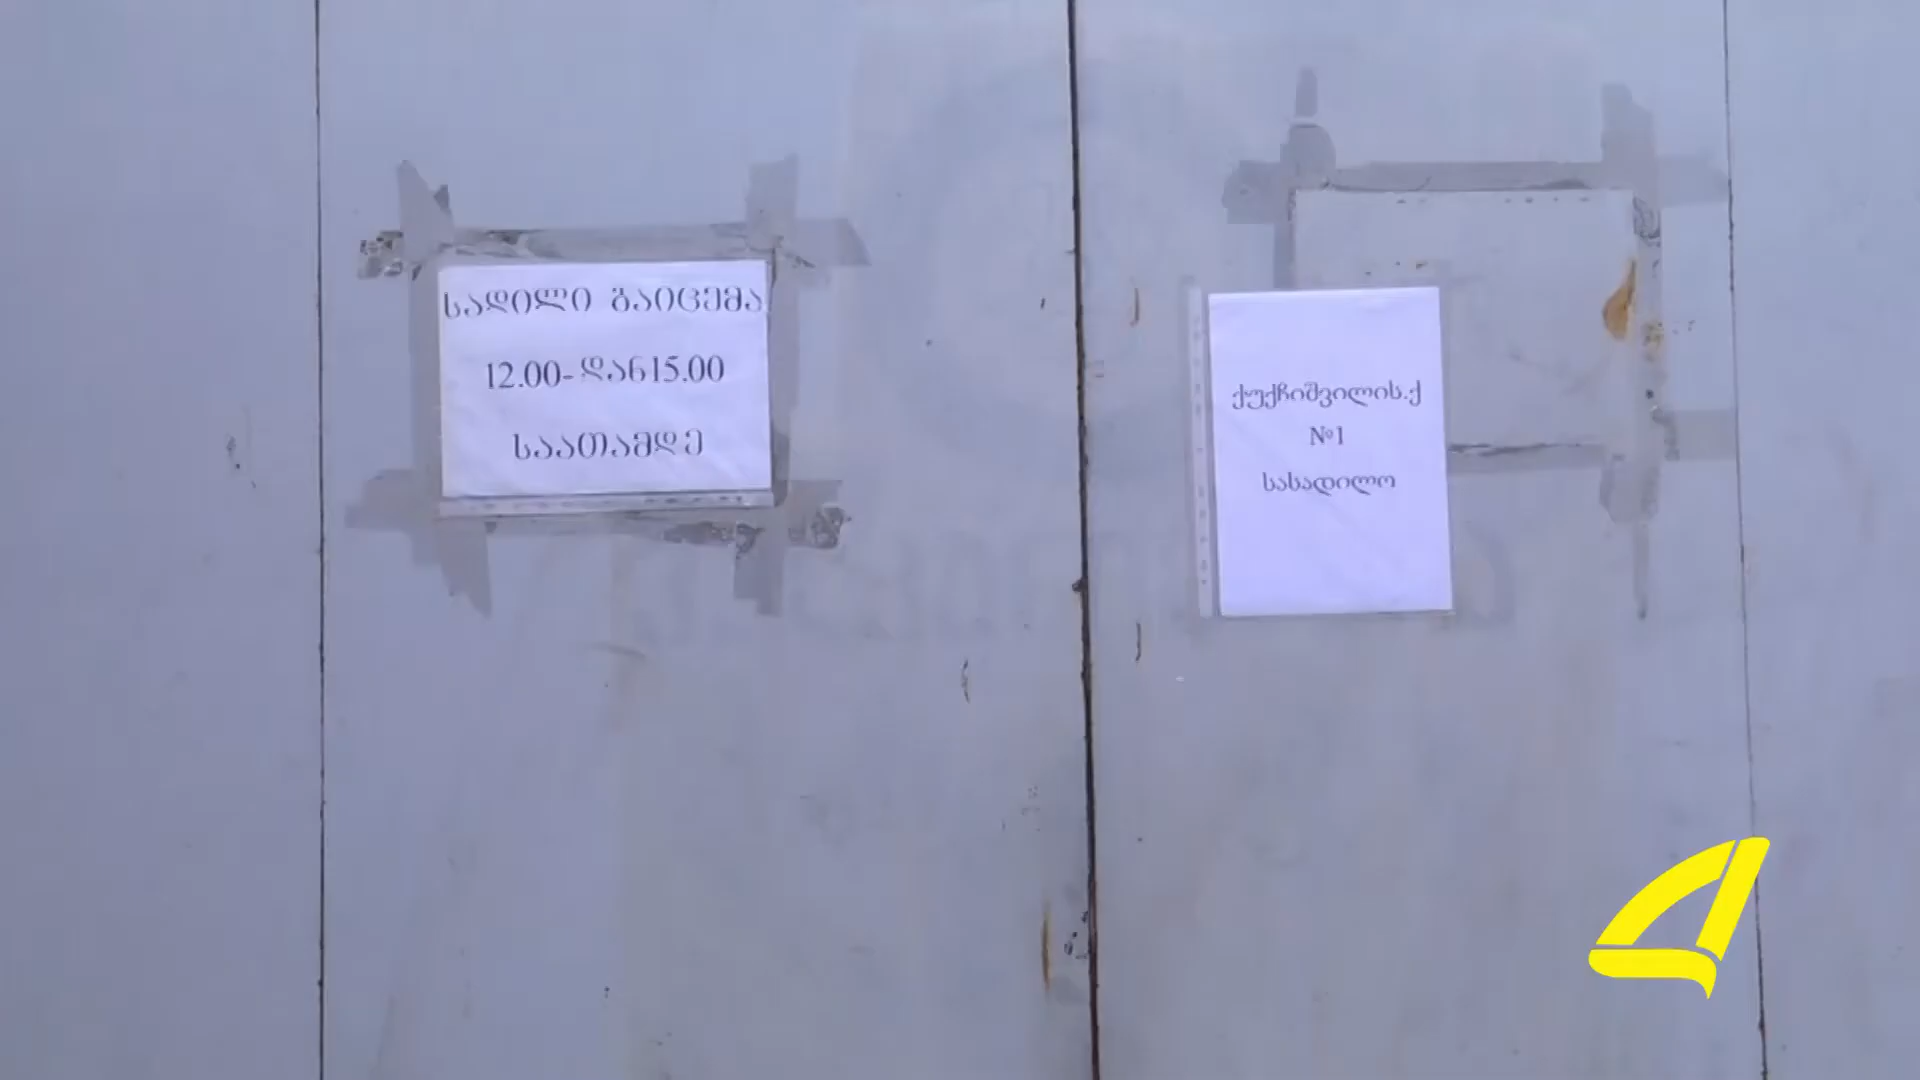 სადილი გაიცემა
12.00-დან15.00
საათამდე
ქუქჩიშვილის.ქ
№1
სასადილო